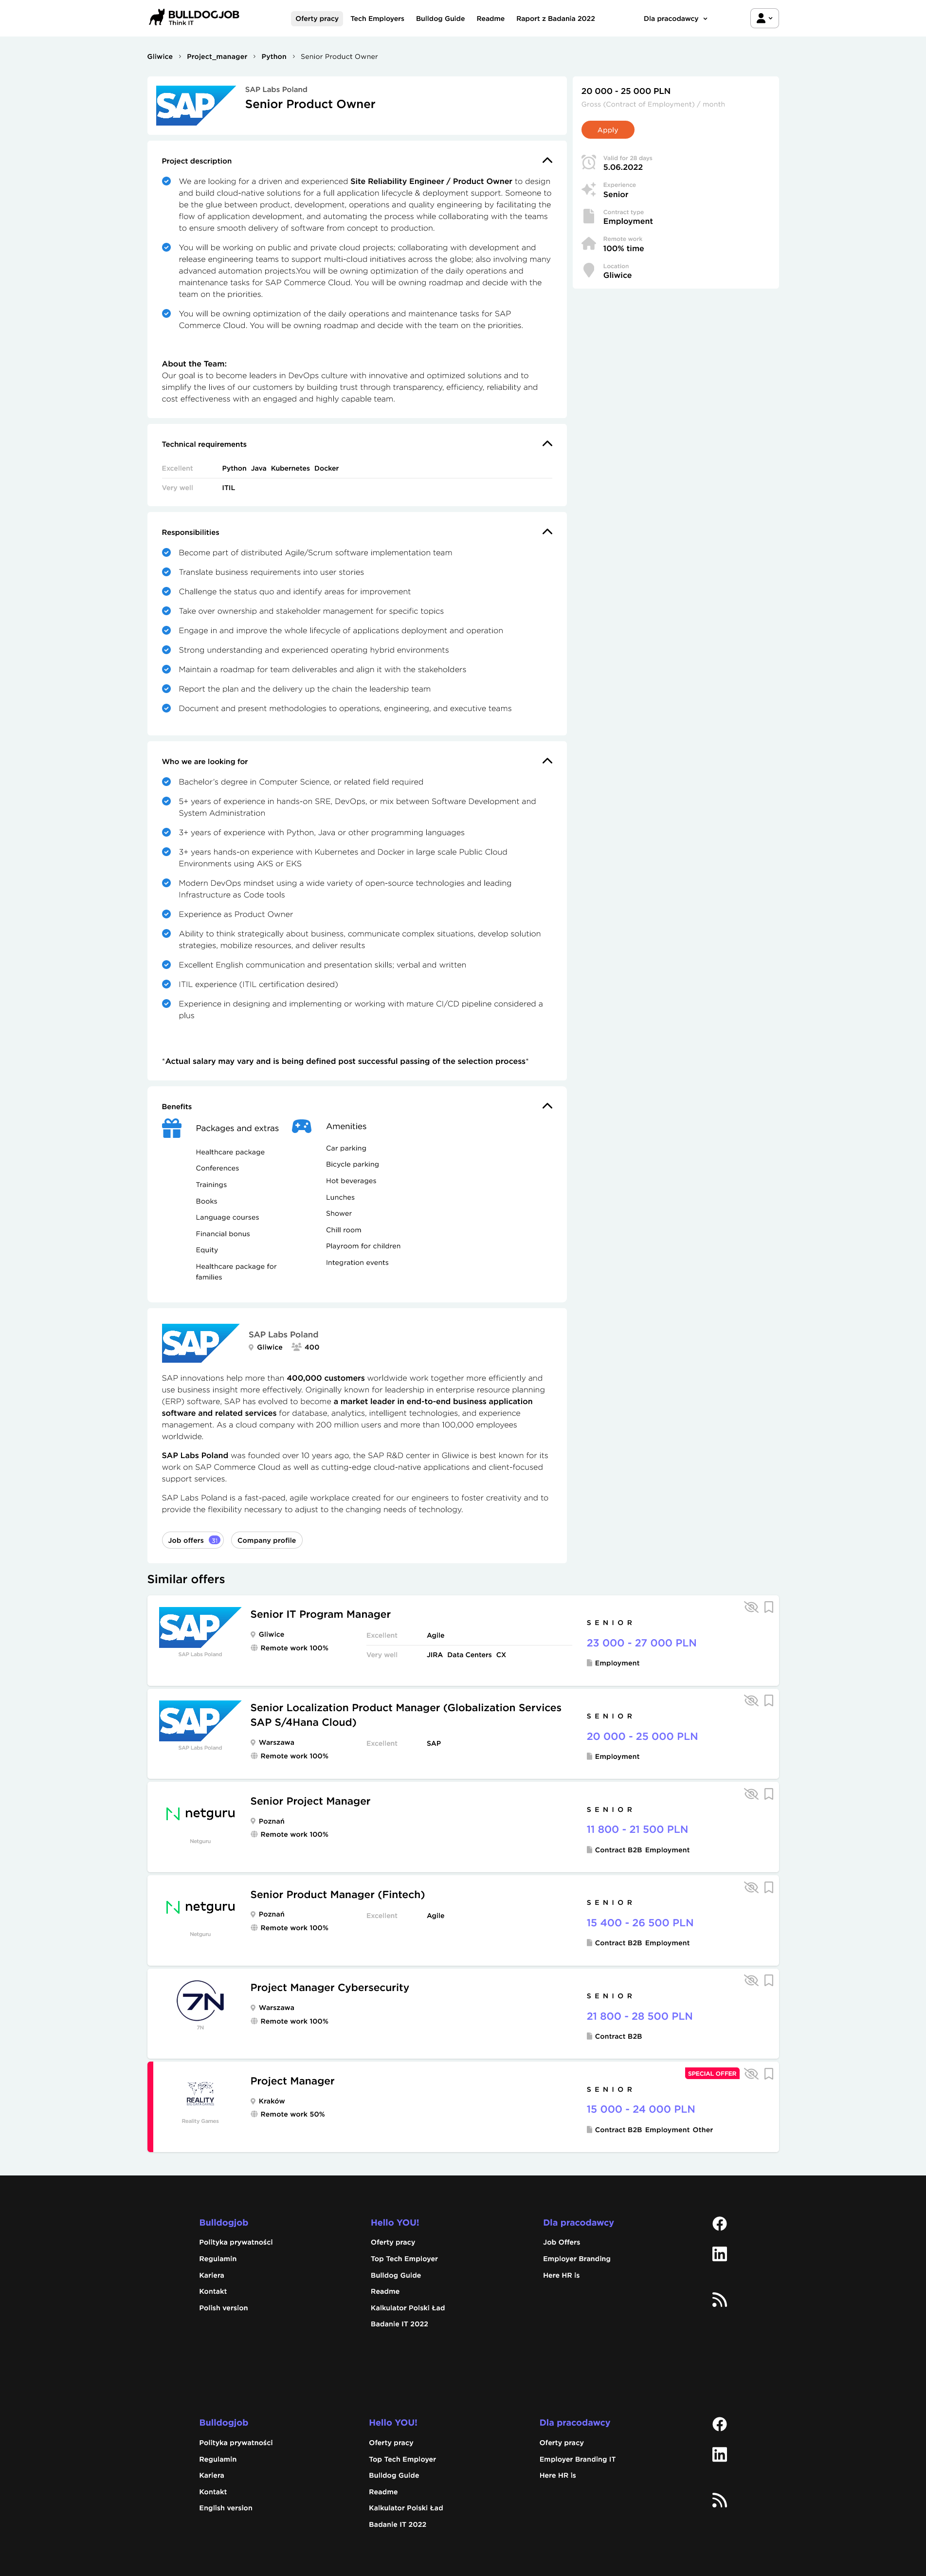 BULLDOGJOB
Think IT
Oferty pracy Tech Employers Bulldog Guide Readme Raport z Badania 2022 Dla pracodawcy
Gliwice > Project_manager > Python > Senior Product Owner
SAP
SAP Labs Poland
Senior Product Owner
20 000 - 25 000 PLN
Gross (Contract of Employment) / month
Apply
Valid for 28 days
5.06.2022
Experience
Senior
Contract type
Employment
Remote work
100% time
Location
Gliwice
Project description
We are looking for a driven and experienced Site Reliability Engineer / Product Owner to design
and build cloud-native solutions for a full application lifecycle & deployment support. Someone to
be the glue between product, development, operations and quality engineering by facilitating the
flow of application development, and automating the process while collaborating with the teams
to ensure smooth delivery of software from concept to production.
You will be working on public and private cloud projects; collaborating with development and
release engineering teams to support multi-cloud initiatives across the globe; also involving many
advanced automation projects.You will be owning optimization of the daily operations and
maintenance tasks for SAP Commerce Cloud. You will be owning roadmap and decide with the
team on the priorities.
You will be owning optimization of the daily operations and maintenance tasks for SAP
Commerce Cloud. You will be owning roadmap and decide with the team on the priorities.
About the Team:
Our goal is to become leaders in DevOps culture with innovative and optimized solutions and to
simplify the lives of our customers by building trust through transparency, efficiency, reliability and
cost effectiveness with an engaged and highly capable team.
Technical requirements
Excellent Python Java Kubernetes Docker
Very well ITIL
Responsibilities
Become part of distributed Agile/Scrum software implementation team
Translate business requirements into user stories
Challenge the status quo and identify areas for improvement
Take over ownership and stakeholder management for specific topics
Engage in and improve the whole lifecycle of applications deployment and operation
Strong understanding and experienced operating hybrid environments
Maintain a roadmap for team deliverables and align it with the stakeholders
Report the plan and the delivery up the chain the leadership team
Document and present methodologies to operations, engineering, and executive teams
Who we are looking for
Bachelor's degree in Computer Science, or related field required
5+ years of experience in hands-on SRE, DevOps, or mix between Software Development and
System Administration
3+ years of experience with Python, Java or other programming languages
3+ years hands-on experience with Kubernetes and Docker in large scale Public Cloud
Environments using AKS or EKS
Modern DevOps mindset using a wide variety of open-source technologies and leading
Infrastructure as Code tools
Experience as Product Owner
Ability to think strategically about business, communicate complex situations, develop solution
strategies, mobilize resources, and deliver results
Excellent English communication and presentation skills; verbal and written
ITIL experience (ITIL certification desired)
Experience in designing and implementing or working with mature CI/CD pipeline considered a
plus
*Actual salary may vary and is being defined post successful passing of the selection process*
Benefits
Packages and extras
Healthcare package
Conferences
Trainings
Books
Language courses
Financial bonus
Equity
Healthcare package for
families
Amenities
Car parking
Bicycle parking
Hot beverages
Lunches
Shower
Chill room
Playroom for children
Integration events
SAP
SAP Labs Poland
Gliwice 400
SAP innovations help more than 400,000 customers worldwide work together more efficiently and
use business insight more effectively. Originally known for leadership in enterprise resource planning
(ERP) software, SAP has evolved to become a market leader in end-to-end business application
software and related services for database, analytics, intelligent technologies, and experience
management. As a cloud company with 200 million users and more than 100,000 employees
worldwide.
SAP Labs Poland was founded over 10 years ago, the SAP R&D center in Gliwice is best known for its
work on SAP Commerce Cloud as well as cutting-edge cloud-native applications and client-focused
support services.
SAP Labs Poland is a fast-paced, agile workplace created for our engineers to foster creativity and to
provide the flexibility necessary to adjust to the changing needs of technology.
Job offers 31 Company profile
Similar offers
SAP
SAP Labs Poland
Senior IT Program Manager
Gliwice
Remote work 100%
Excellent Agile
Very well JIRA Data Centers CX
SENIOR
23 000 - 27 000 PLN
Employment
SAP
SAP Labs Poland
Senior Localization Product Manager (Globalization Services
SAP S/4Hana Cloud)
Warszawa
Remote work 100%
Excellent SAP
SENIOR
20 000 - 25 000 PLN
Employment
netguru
Netguru
Senior Project Manager
Poznań
Remote work 100%
SENIOR
11 800 - 21 500 PLN
Contract B2B Employment
netguru
Netguru
Senior Product Manager (Fintech)
Poznań
Remote work 100%
Excellent Agile
SENIOR
15 400 - 26 500 PLN
Contract B2B Employment
7N
7N
Project Manager Cybersecurity
Warszawa
Remote work 100%
SENIOR
21 800 - 28 500 PLN
Contract B2B
REALITY
Reality Games
Project Manager
Kraków
Remote work 50%
SPECIAL OFFER
SENIOR
15 000 - 24 000 PLN
Contract B2B Employment Other
Bulldogjob
Polityka prywatności
Regulamin
Kariera
Kontakt
Polish version
Hello YOU!
Oferty pracy
Top Tech Employer
Bulldog Guide
Readme
Kalkulator Polski Ład
Badanie IT 2022
Dla pracodawcy
Job Offers
Employer Branding
Here HR is
Bulldogjob
Polityka prywatności
Regulamin
Kariera
Kontakt
English version
Hello YOU!
Oferty pracy
Top Tech Employer
Bulldog Guide
Readme
Kalkulator Polski Ład
Badanie IT 2022
Dla pracodawcy
Oferty pracy
Employer Branding IT
Here HR is